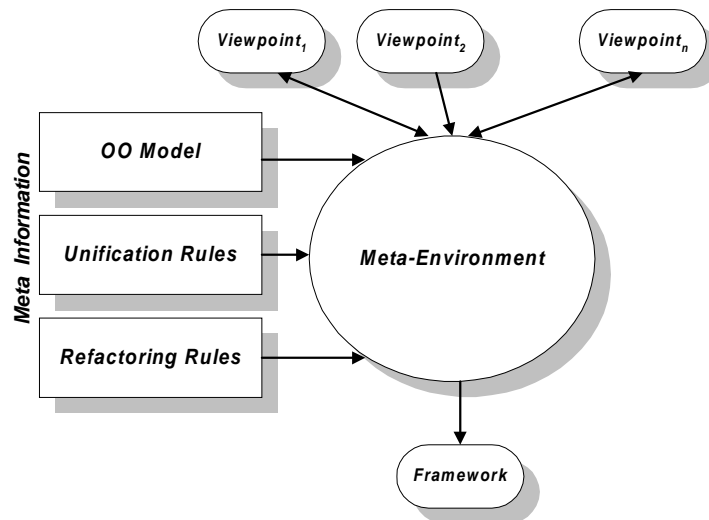 Viewpoint1
Viewpoint2
Viewpointn
Meta Information
OO Model
Unification Rules
Refactoring Rules
Meta-Environment
Framework